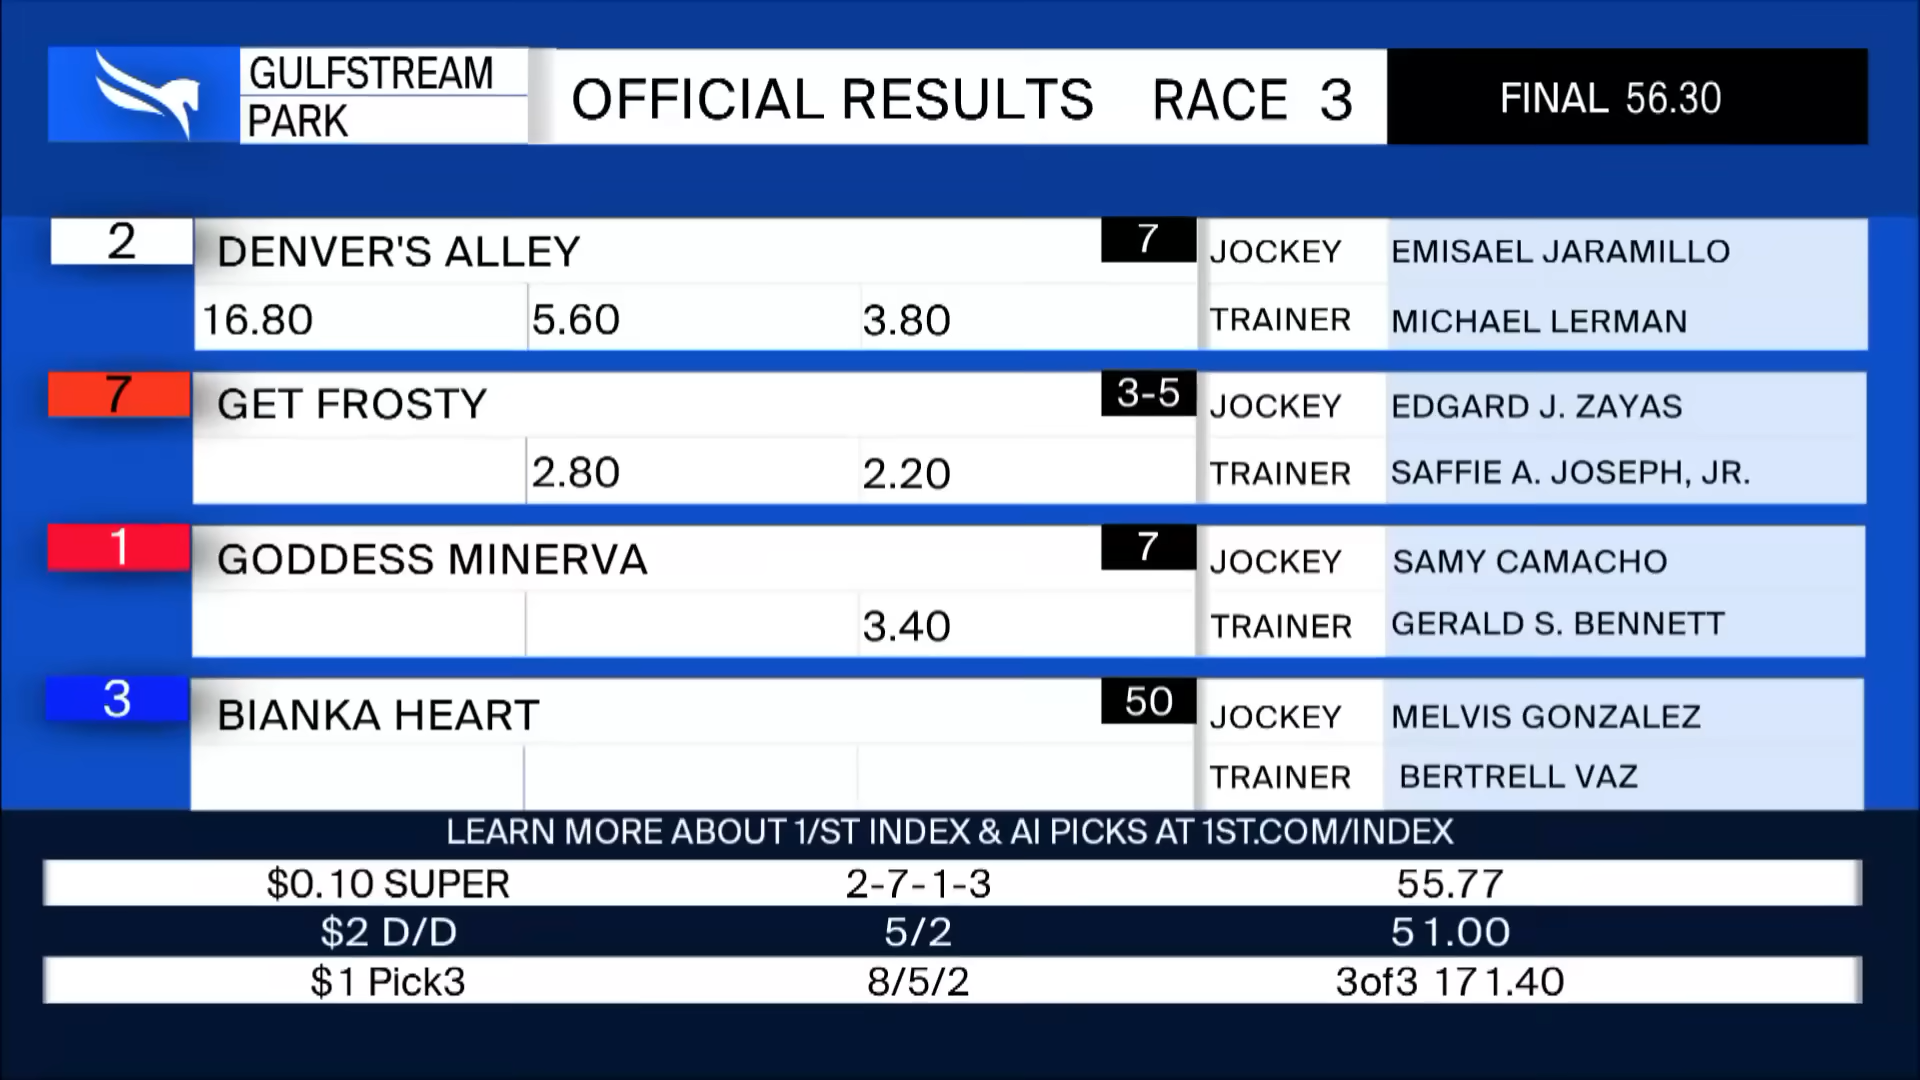 GULFSTREAM
PARK
OFFICIAL RESULTS RACE 3
FINAL 56.30
2 DENVER'S ALLEY 7 JOCKEY EMISAEL JARAMILLO
16.80 5.60 3.80 TRAINER MICHAEL LERMAN
7 GET FROSTY 3-5 JOCKEY EDGARD J. ZAYAS
2.80 2.20 TRAINER SAFFIE A. JOSEPH, JR.
1 GODDESS MINERVA 7 JOCKEY SAMY CAMACHO
3.40 TRAINER GERALD S. BENNETT
3 BIANKA HEART 50 JOCKEY MELVIS GONZALEZ
TRAINER BERTRELL VAZ
LEARN MORE ABOUT 1/ST INDEX & AI PICKS AT 1ST.COM/INDEX
$0.10 SUPER 2-7-1-3 55.77
$2 D/D 5/2 51.00
$1 Pick3 8/5/2 3of3 171.40